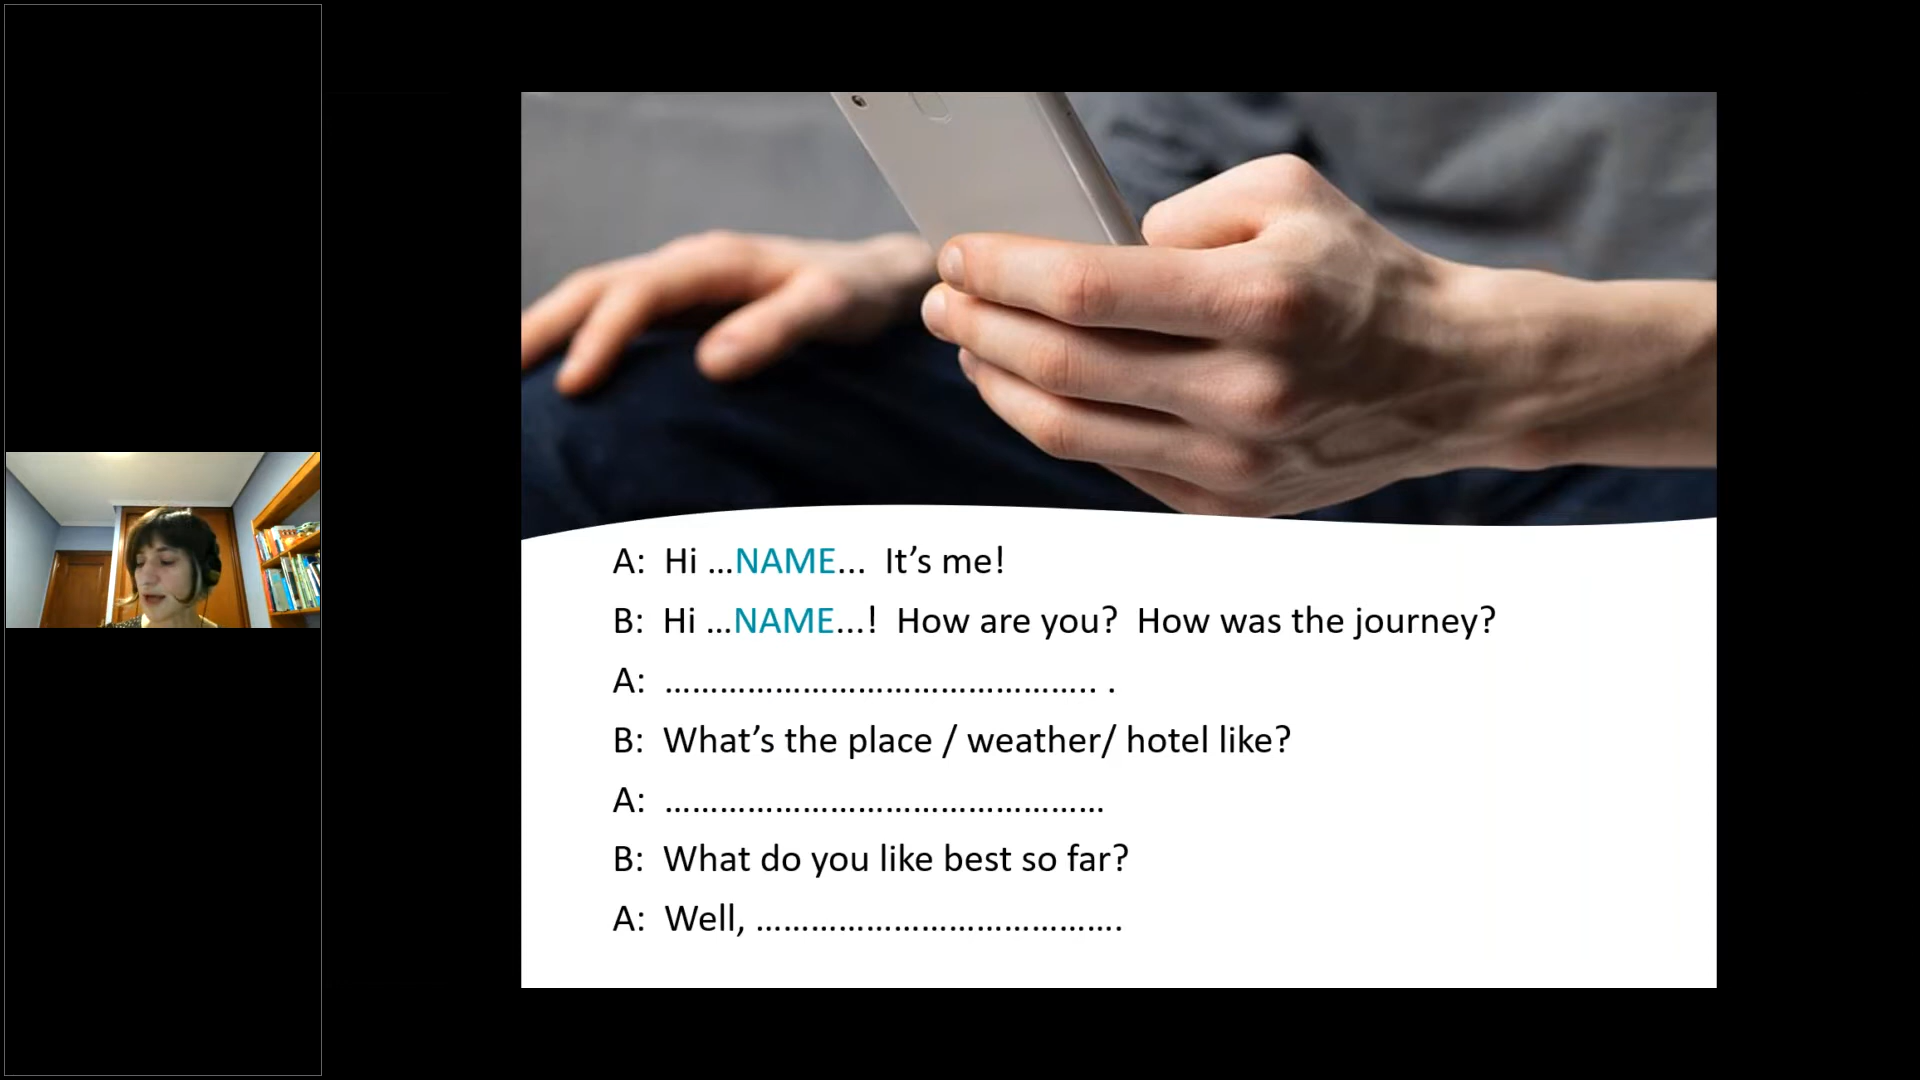 A: Hi ...NAME... It’s me!
B: Hi ...NAME...! How are you? How was the journey?
A: ………………………………………….. .
B: What’s the place / weather/ hotel like?
A: …………………………………………
B: What do you like best so far?
A: Well, ………………………………….